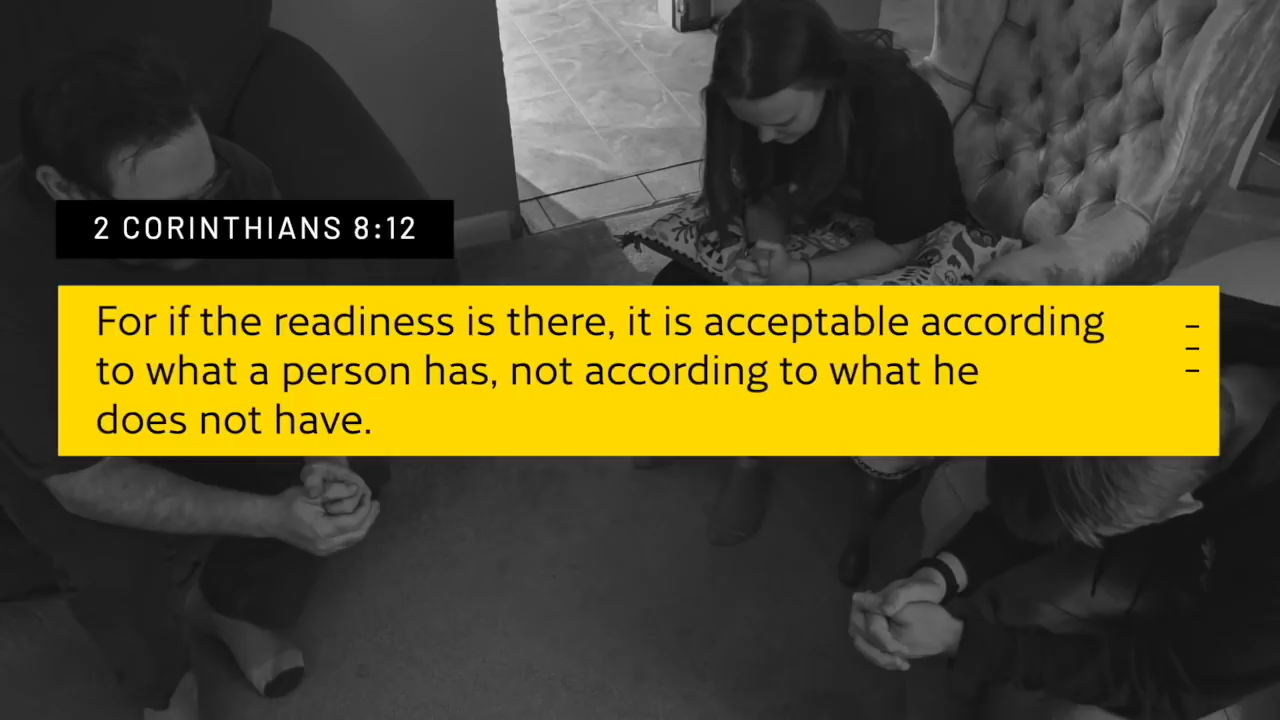 2 CORINTHIANS 8:12
For if the readiness is there, it is acceptable according
to what a person has, not according to what he
does not have.